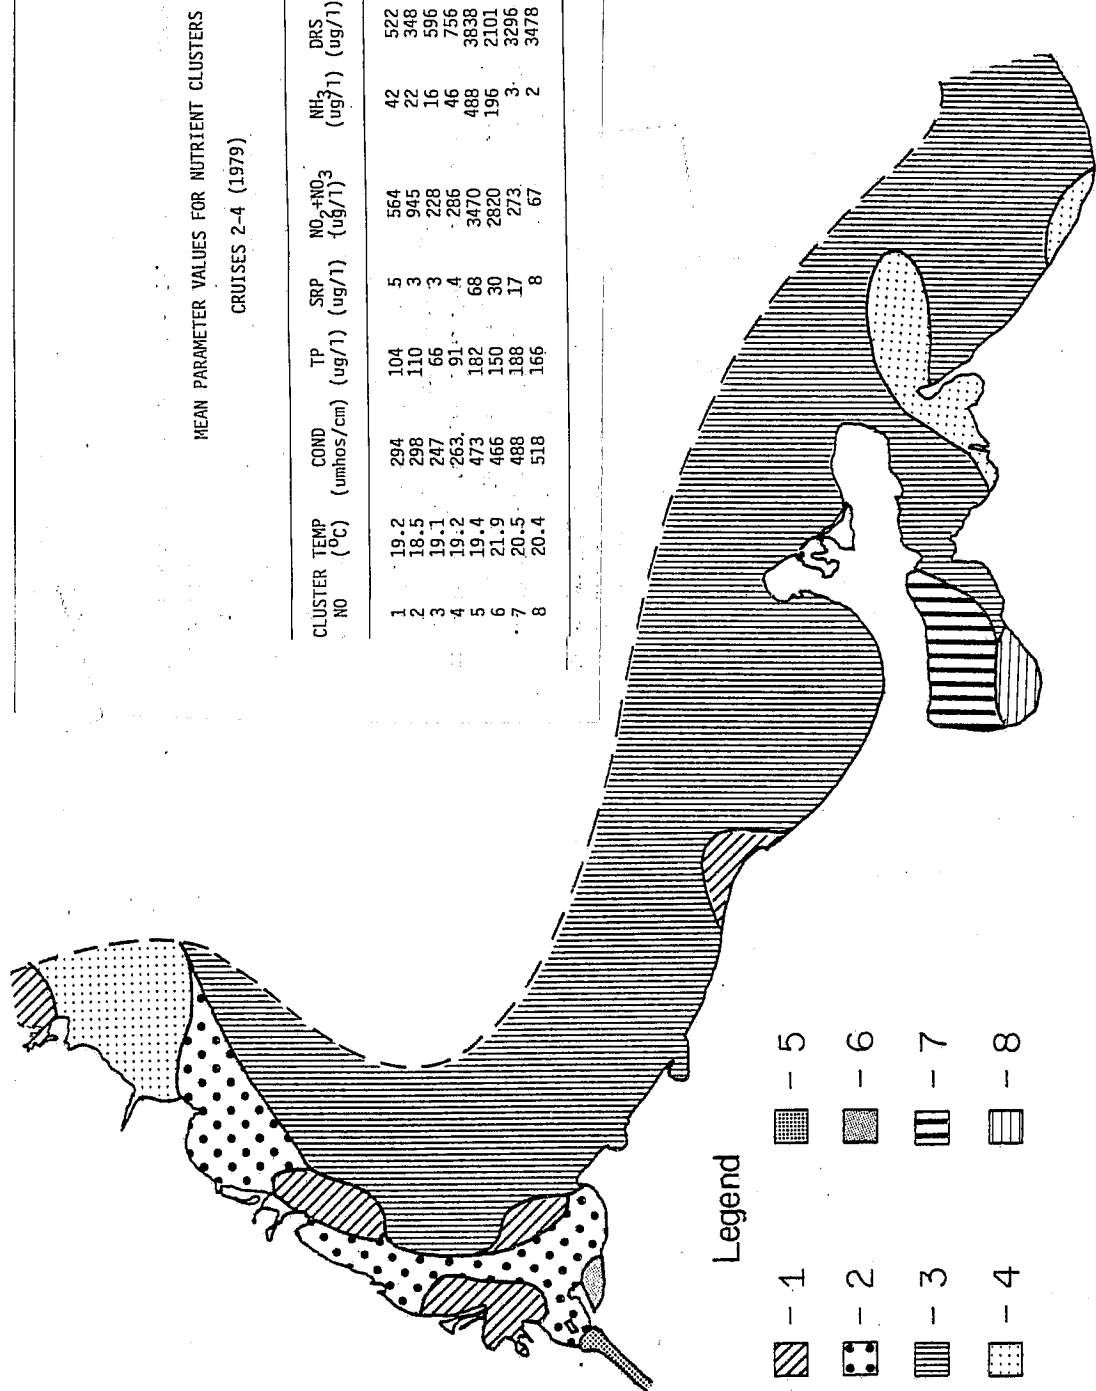 MEAN PARAMETER VALUES FOR NUTRIENT CLUSTERS
CRUISES 2-4 (1979)
CLUSTER TEMP COND TP SRP NO2+NO3 NH3 DRS
NO (°C) (umhos/cm) (ug/l) (ug/l) (ug/l) (ug/l) (ug/l)
1 19.2 294 104 5 564 42 522
2 18.5 298 110 3 945 22 348
3 19.1 247 66 3 228 16 596
4 19.2 263. 91 4 286 46 756
5 19.4 473 182 68 3470 488 3838
6 21.9 466 150 30 2820 196 2101
7 20.5 488 188 17 273 3. 3296
8 20.4 518 166 8 67 2 3478
Legend
- 1 - 5
- 2 - 6
- 3 - 7
- 4 - 8